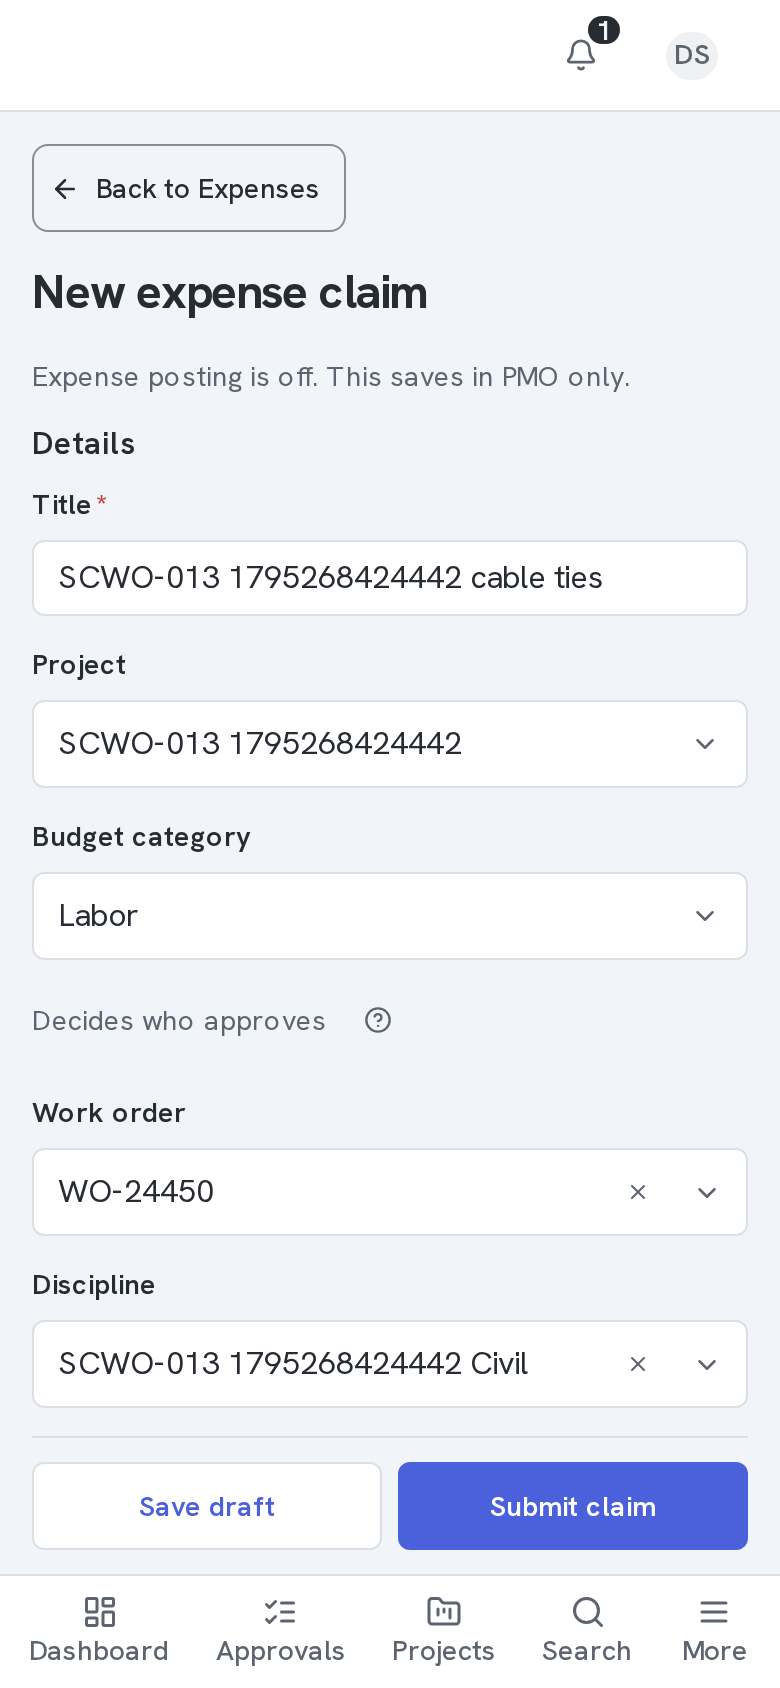 1
DS
Back to Expenses
New expense claim
Expense posting is off. This saves in PMO only.
Details
Title *
SCWO-013 1795268424442 cable ties
Project
SCWO-013 1795268424442
Budget category
Labor
Decides who approves
Work order
WO-24450
Discipline
SCWO-013 1795268424442 Civil
Save draft
Submit claim
Dashboard
Approvals
Projects
Search
More